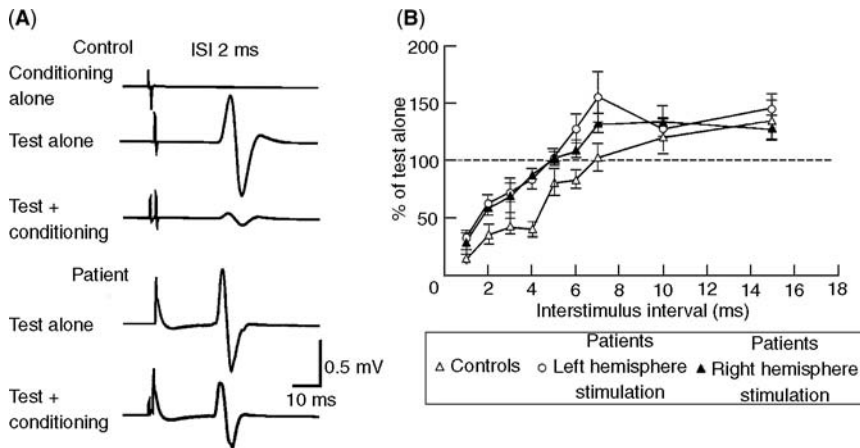 (A)
Control ISI 2 ms
Conditioning
alone
Test alone
Test +
conditioning
Patient
Test alone
Test +
conditioning
0.5 mV
10 ms
(B)
% of test alone
200
150
100
50
0 2 4 6 8 10 12 14 16 18
Interstimulus interval (ms)
Patients Patients
Controls Left hemisphere Right hemisphere
stimulation stimulation